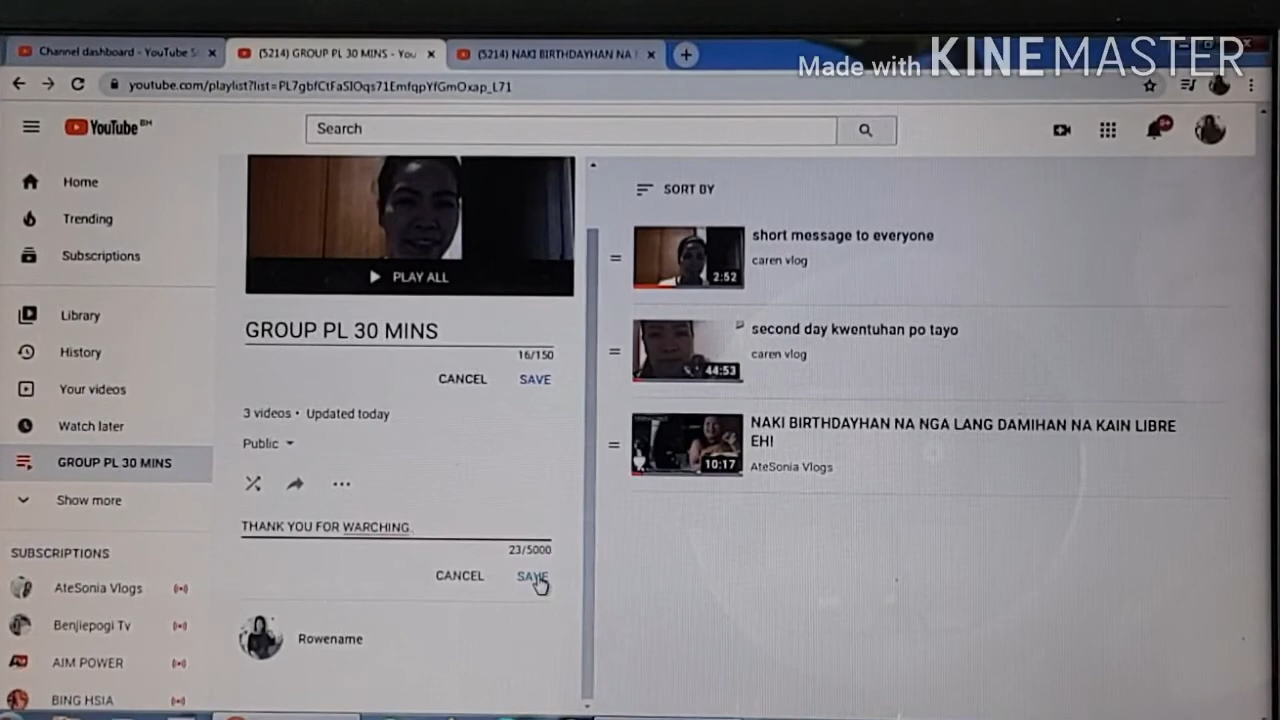 Made with KINEMASTER
Channel dashboard - YouTube S
(5214) GROUP PL 30 MINS - You
(5214) NAKI BIRTHDAYHAN NA
youtube.com/playlist?list=PL7gbfCtFaSlOqs71EmfqpYfGmOxap_L71
YouTube BH
Search
9+
Home
Trending
Subscriptions
Library
History
Your videos
Watch later
GROUP PL 30 MINS
Show more
SUBSCRIPTIONS
AteSonia Vlogs
Benjiepogi Tv
AIM POWER
BING HSIA
PLAY ALL
GROUP PL 30 MINS
16/150
CANCEL SAVE
3 videos • Updated today
Public
THANK YOU FOR WARCHING
23/5000
CANCEL SAVE
Rowename
SORT BY
short message to everyone
caren vlog
2:52
second day kwentuhan po tayo
caren vlog
44:53
NAKI BIRTHDAYHAN NA NGA LANG DAMIHAN NA KAIN LIBRE
EH!
AteSonia Vlogs
10:17